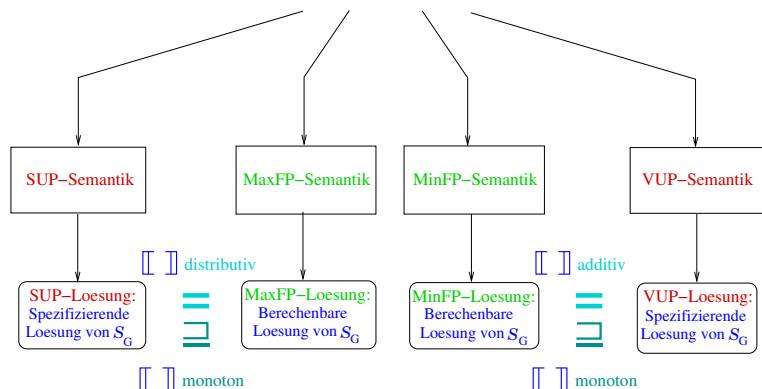 SUP–Semantik
MaxFP–Semantik
MinFP–Semantik
VUP–Semantik
⟦ ⟧ distributiv
⟦ ⟧ additiv
SUP–Loesung:
Spezifizierende
Loesung von S_G
=
⊒
MaxFP–Loesung:
Berechenbare
Loesung von S_G
MinFP–Loesung:
Berechenbare
Loesung von S_G
=
⊒
VUP–Loesung:
Spezifizierende
Loesung von S_G
⟦ ⟧ monoton
⟦ ⟧ monoton